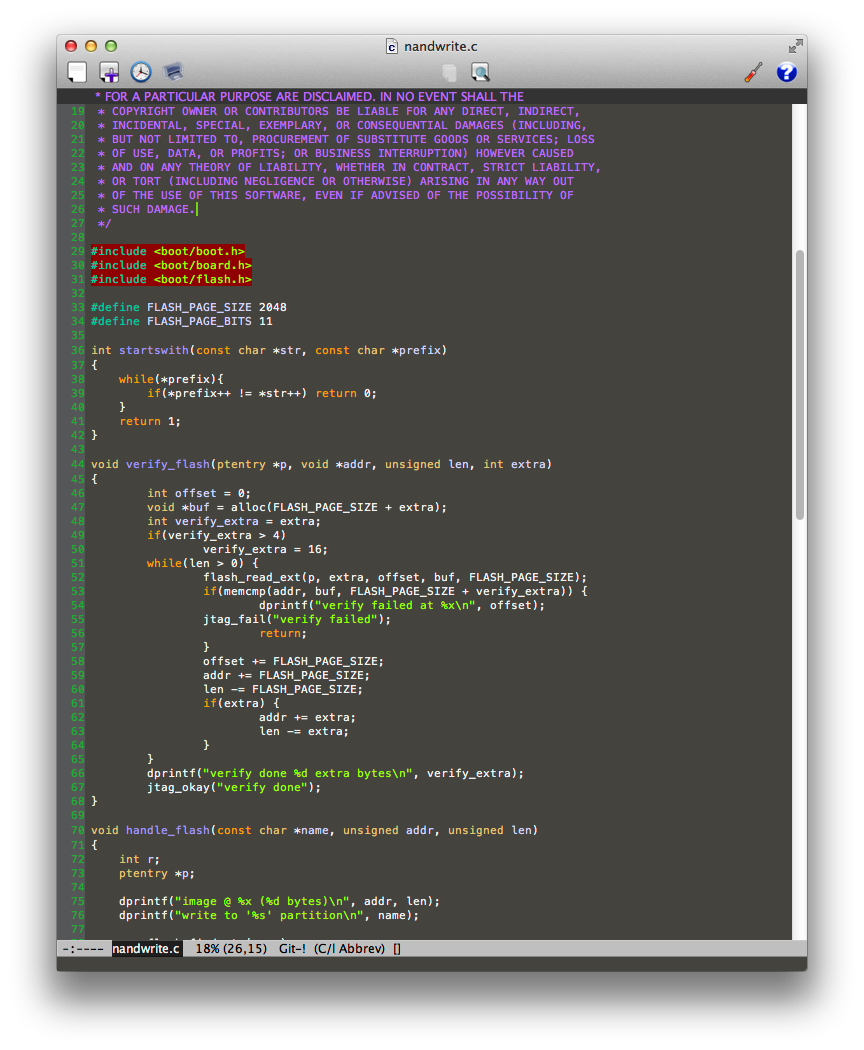 nandwrite.c
* FOR A PARTICULAR PURPOSE ARE DISCLAIMED. IN NO EVENT SHALL THE
19 * COPYRIGHT OWNER OR CONTRIBUTORS BE LIABLE FOR ANY DIRECT, INDIRECT,
20 * INCIDENTAL, SPECIAL, EXEMPLARY, OR CONSEQUENTIAL DAMAGES (INCLUDING,
21 * BUT NOT LIMITED TO, PROCUREMENT OF SUBSTITUTE GOODS OR SERVICES; LOSS
22 * OF USE, DATA, OR PROFITS; OR BUSINESS INTERRUPTION) HOWEVER CAUSED
23 * AND ON ANY THEORY OF LIABILITY, WHETHER IN CONTRACT, STRICT LIABILITY,
24 * OR TORT (INCLUDING NEGLIGENCE OR OTHERWISE) ARISING IN ANY WAY OUT
25 * OF THE USE OF THIS SOFTWARE, EVEN IF ADVISED OF THE POSSIBILITY OF
26 * SUCH DAMAGE.
27 */
28
29 #include <boot/boot.h>
30 #include <boot/board.h>
31 #include <boot/flash.h>
32
33 #define FLASH_PAGE_SIZE 2048
34 #define FLASH_PAGE_BITS 11
35
36 int startswith(const char *str, const char *prefix)
37 {
38     while(*prefix){
39         if(*prefix++ != *str++) return 0;
40     }
41     return 1;
42 }
43
44 void verify_flash(ptentry *p, void *addr, unsigned len, int extra)
45 {
46         int offset = 0;
47         void *buf = alloc(FLASH_PAGE_SIZE + extra);
48         int verify_extra = extra;
49         if(verify_extra > 4)
50                 verify_extra = 16;
51         while(len > 0) {
52                 flash_read_ext(p, extra, offset, buf, FLASH_PAGE_SIZE);
53                 if(memcmp(addr, buf, FLASH_PAGE_SIZE + verify_extra)) {
54                         dprintf("verify failed at %x\n", offset);
55                 jtag_fail("verify failed");
56                         return;
57                 }
58                 offset += FLASH_PAGE_SIZE;
59                 addr += FLASH_PAGE_SIZE;
60                 len -= FLASH_PAGE_SIZE;
61                 if(extra) {
62                         addr += extra;
63                         len -= extra;
64                 }
65         }
66         dprintf("verify done %d extra bytes\n", verify_extra);
67         jtag_okay("verify done");
68 }
69
70 void handle_flash(const char *name, unsigned addr, unsigned len)
71 {
72     int r;
73     ptentry *p;
74
75     dprintf("image @ %x (%d bytes)\n", addr, len);
76     dprintf("write to '%s' partition\n", name);
77
-:---- nandwrite.c 18% (26,15) Git-! (C/l Abbrev) []